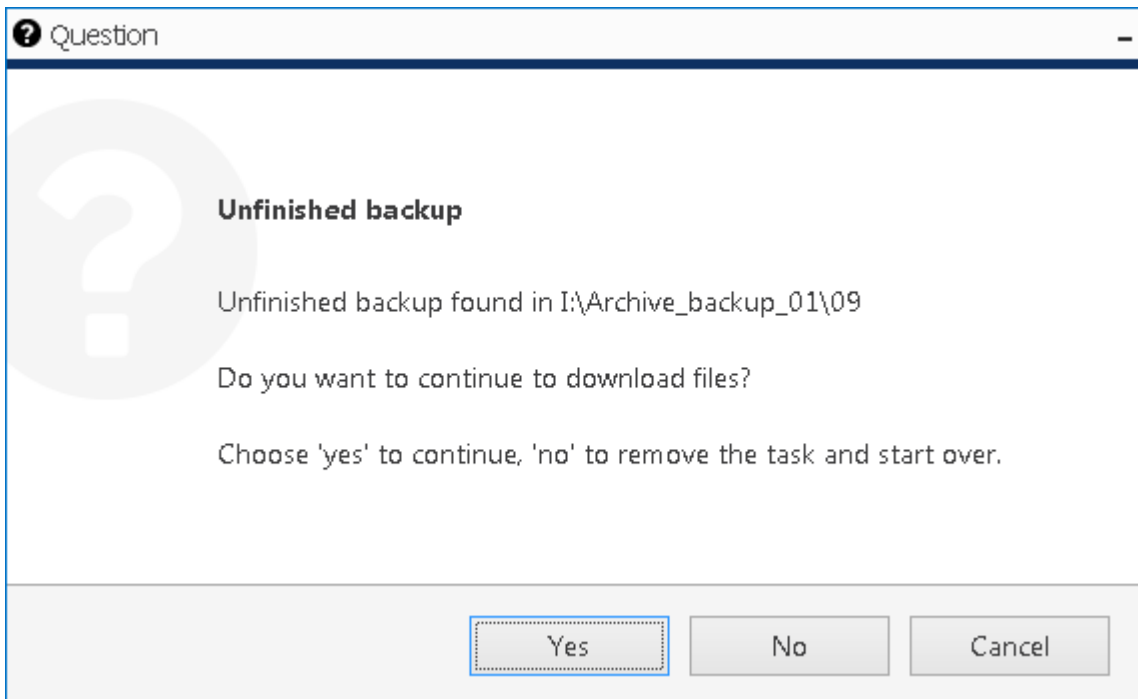 Question
Unfinished backup
Unfinished backup found in I:\Archive_backup_01\09
Do you want to continue to download files?
Choose 'yes' to continue, 'no' to remove the task and start over.
Yes No Cancel